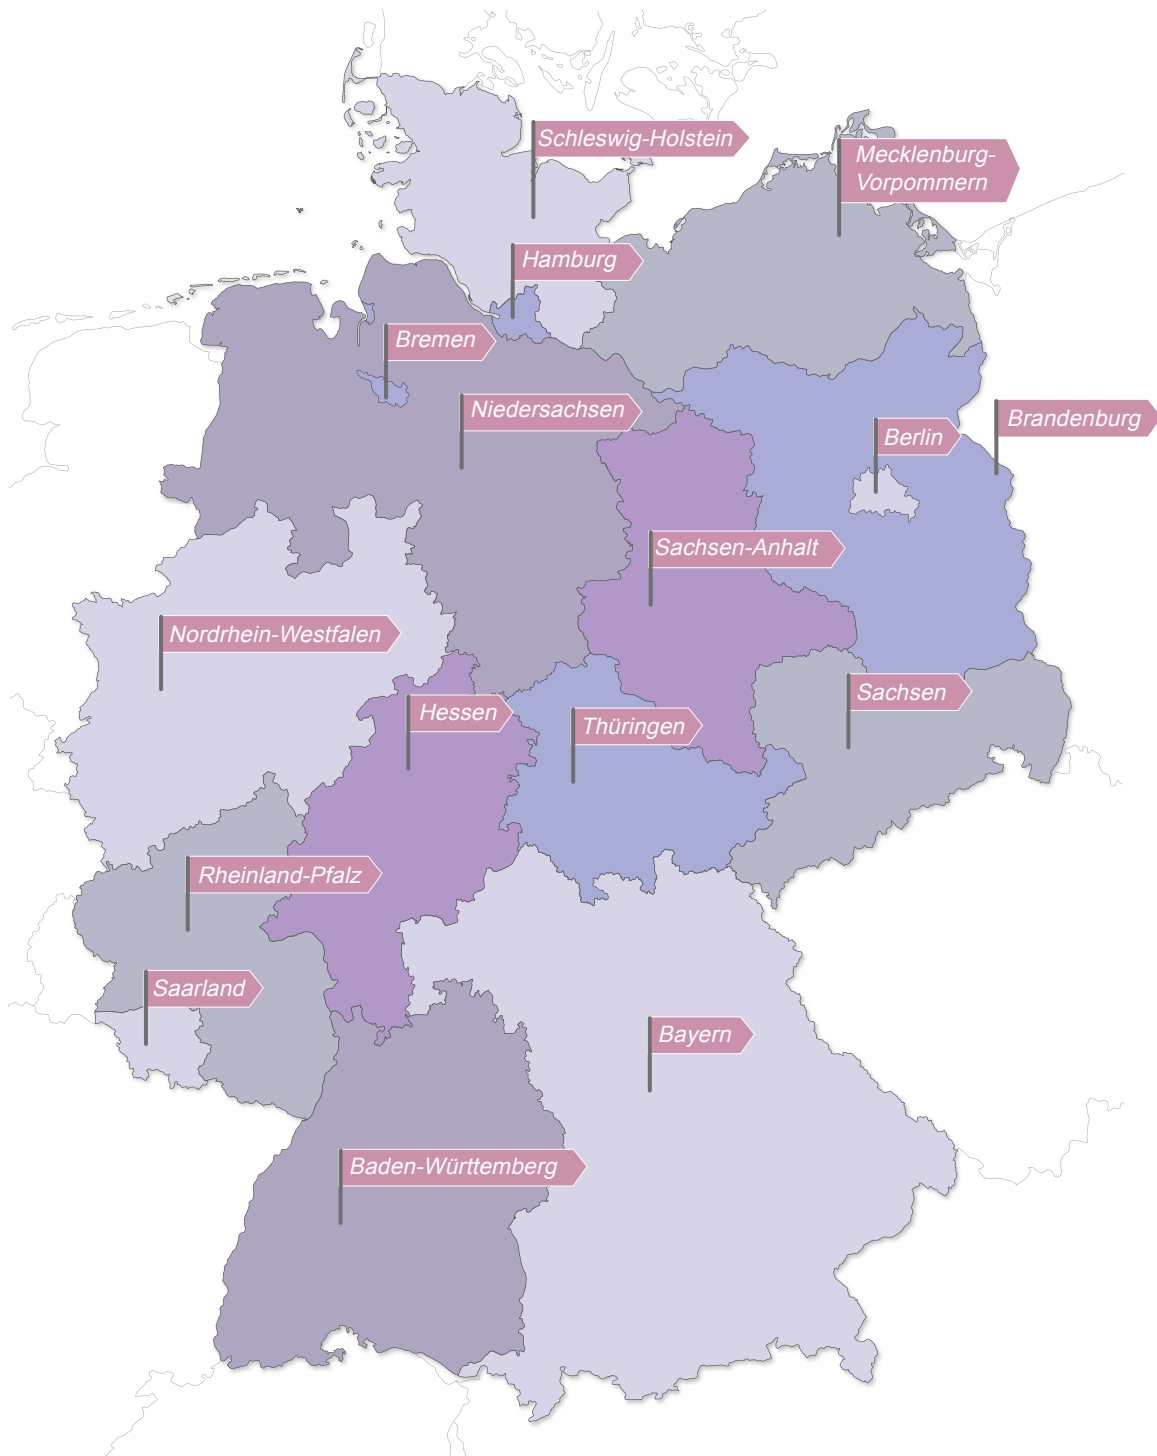 Schleswig-Holstein
Mecklenburg-
Vorpommern
Hamburg
Bremen
Niedersachsen
Brandenburg
Berlin
Sachsen-Anhalt
Nordrhein-Westfalen
Sachsen
Hessen
Thüringen
Rheinland-Pfalz
Saarland
Bayern
Baden-Württemberg